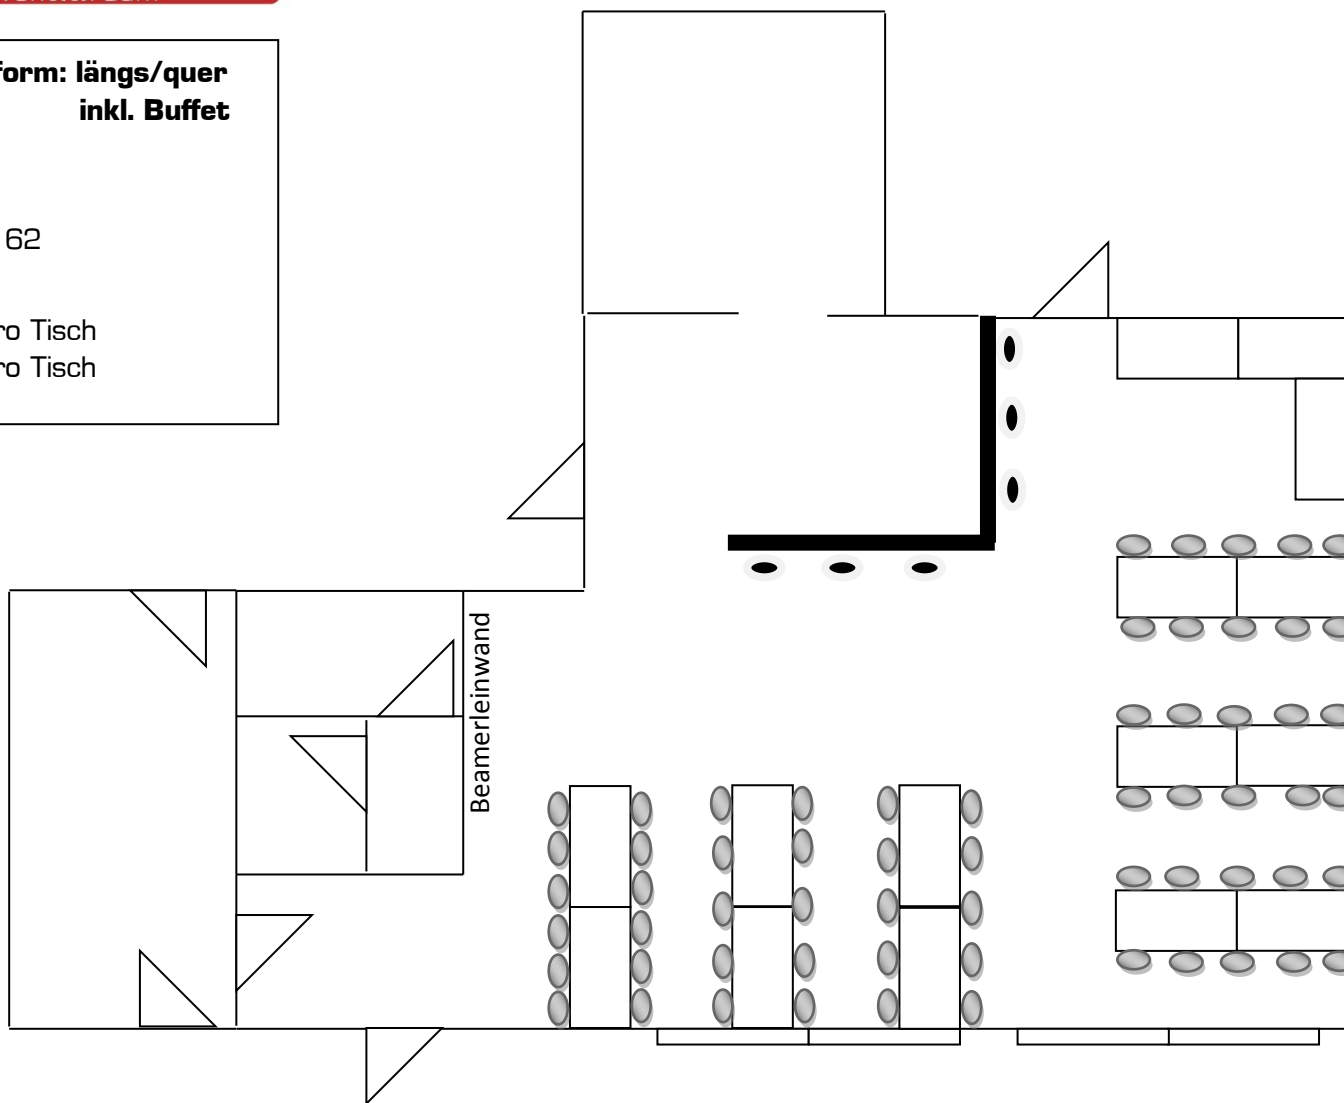 form: längs/quer
inkl. Buffet
62
ro Tisch
ro Tisch
Beamerleinwand